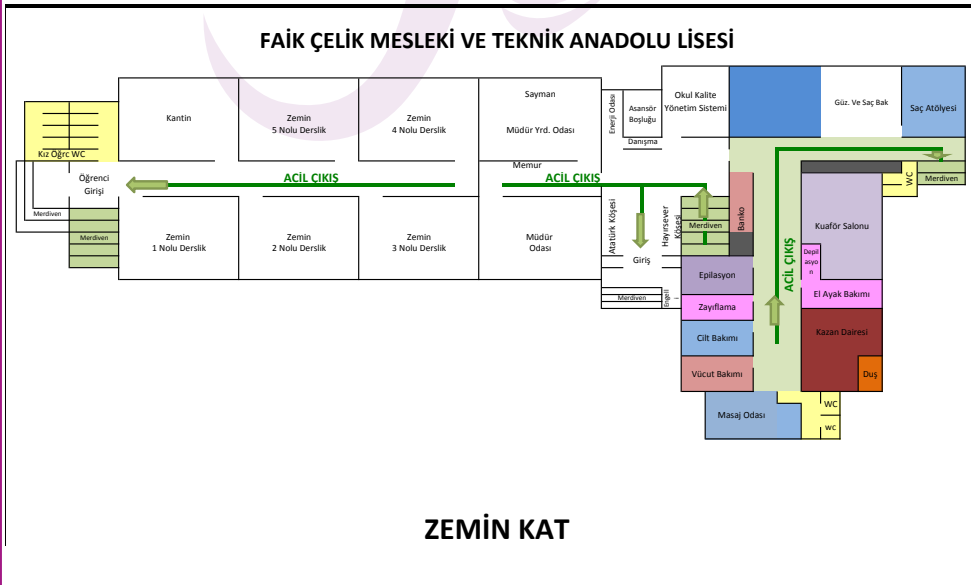 FAİK ÇELİK MESLEKİ VE TEKNİK ANADOLU LİSESİ
Kantin
Zemin
5 Nolu Derslik
Zemin
4 Nolu Derslik
Sayman
Müdür Yrd. Odası
Memur
Enerji Odası
Asansör
Boşluğu
Danışma
Okul Kalite
Yönetim Sistemi
Güz. Ve Saç Bak
Saç Atölyesi
Kız Öğrc WC
Öğrenci
Girişi
Merdiven
Merdiven
ACİL ÇIKIŞ
ACİL ÇIKIŞ
Zemin
1 Nolu Derslik
Zemin
2 Nolu Derslik
Zemin
3 Nolu Derslik
Müdür
Odası
Atatürk Köşesi
Giriş
Hayırsever
Köşesi
Merdiven
Banko
Merdiven
Engell
i
Epilasyon
Zayıflama
Cilt Bakımı
Vücut Bakımı
Masaj Odası
ACİL ÇIKIŞ
WC
Merdiven
Kuaför Salonu
Depil
asyo
n
El Ayak Bakımı
Kazan Dairesi
Duş
WC
WC
ZEMİN KAT